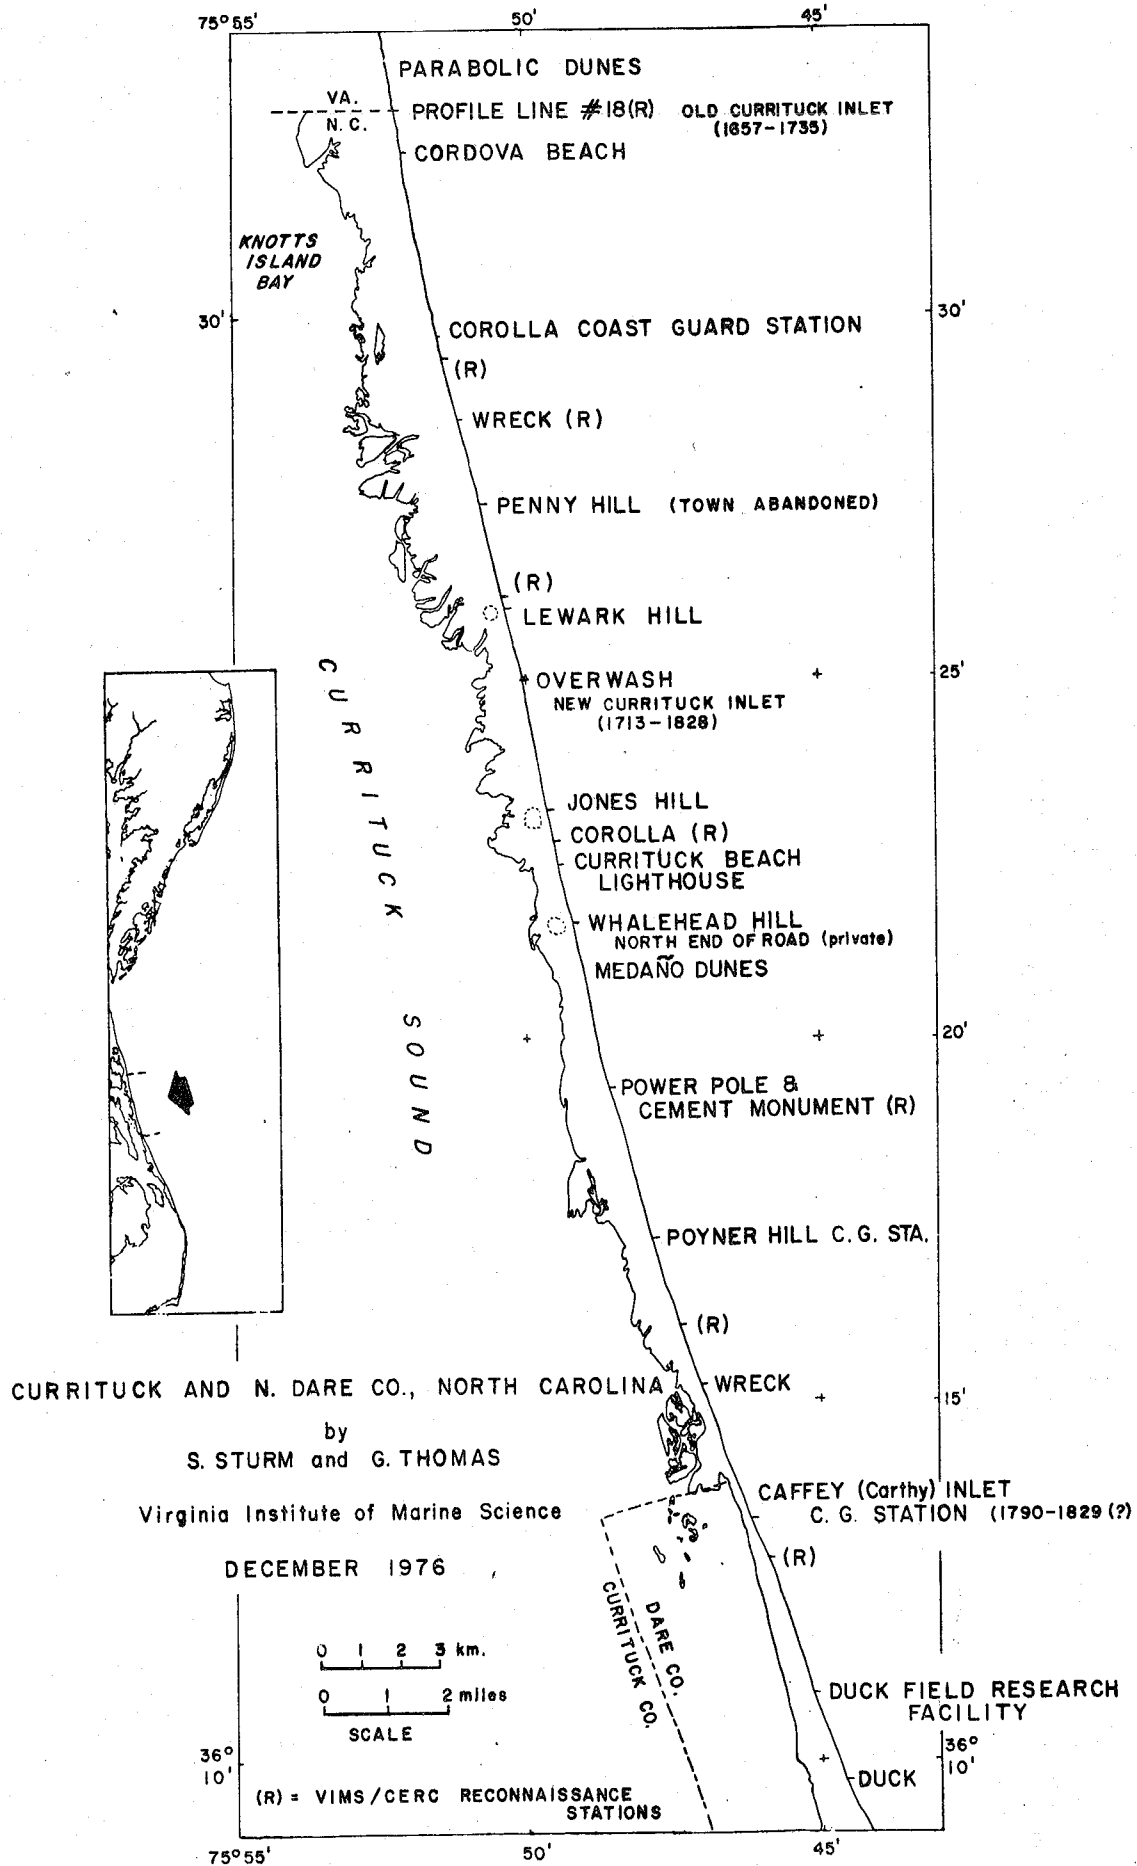 75° 55'
50'
45'
PARABOLIC DUNES
VA.
N.C.
PROFILE LINE #18(R) OLD CURRITUCK INLET
(1657-1735)
CORDOVA BEACH
KNOTTS
ISLAND
BAY
30'
30'
COROLLA COAST GUARD STATION
(R)
WRECK (R)
PENNY HILL (TOWN ABANDONED)
(R)
LEWARK HILL
25'
OVERWASH
NEW CURRITUCK INLET
(1713-1828)
CURRITUCK SOUND
JONES HILL
COROLLA (R)
CURRITUCK BEACH
LIGHTHOUSE
WHALEHEAD HILL
NORTH END OF ROAD (private)
MEDAÑO DUNES
20'
POWER POLE &
CEMENT MONUMENT (R)
POYNER HILL C.G. STA.
(R)
CURRITUCK AND N. DARE CO., NORTH CAROLINA
WRECK
15'
by
S. STURM and G. THOMAS
Virginia Institute of Marine Science
CAFFEY (Carthy) INLET
C. G. STATION (1790-1829(?)
DECEMBER 1976
(R)
DARE CO.
CURRITUCK CO.
0 1 2 3 km.
0 1 2 miles
SCALE
DUCK FIELD RESEARCH
FACILITY
36°
10'
36°
10'
DUCK
(R) = VIMS/CERC RECONNAISSANCE
STATIONS
75° 55'
50'
45'